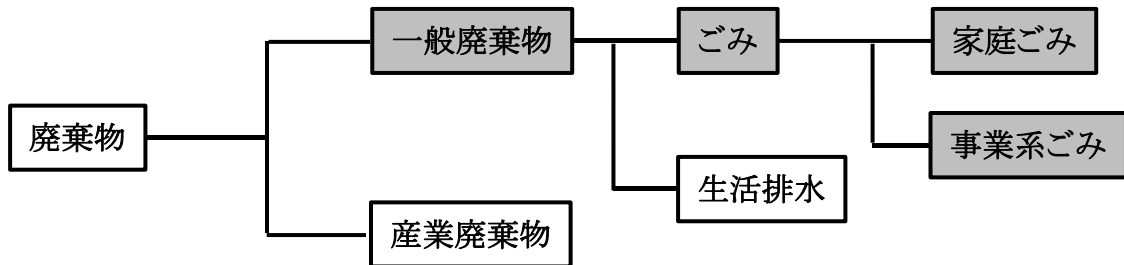 廃棄物
一般廃棄物
ごみ
家庭ごみ
事業系ごみ
生活排水
産業廃棄物